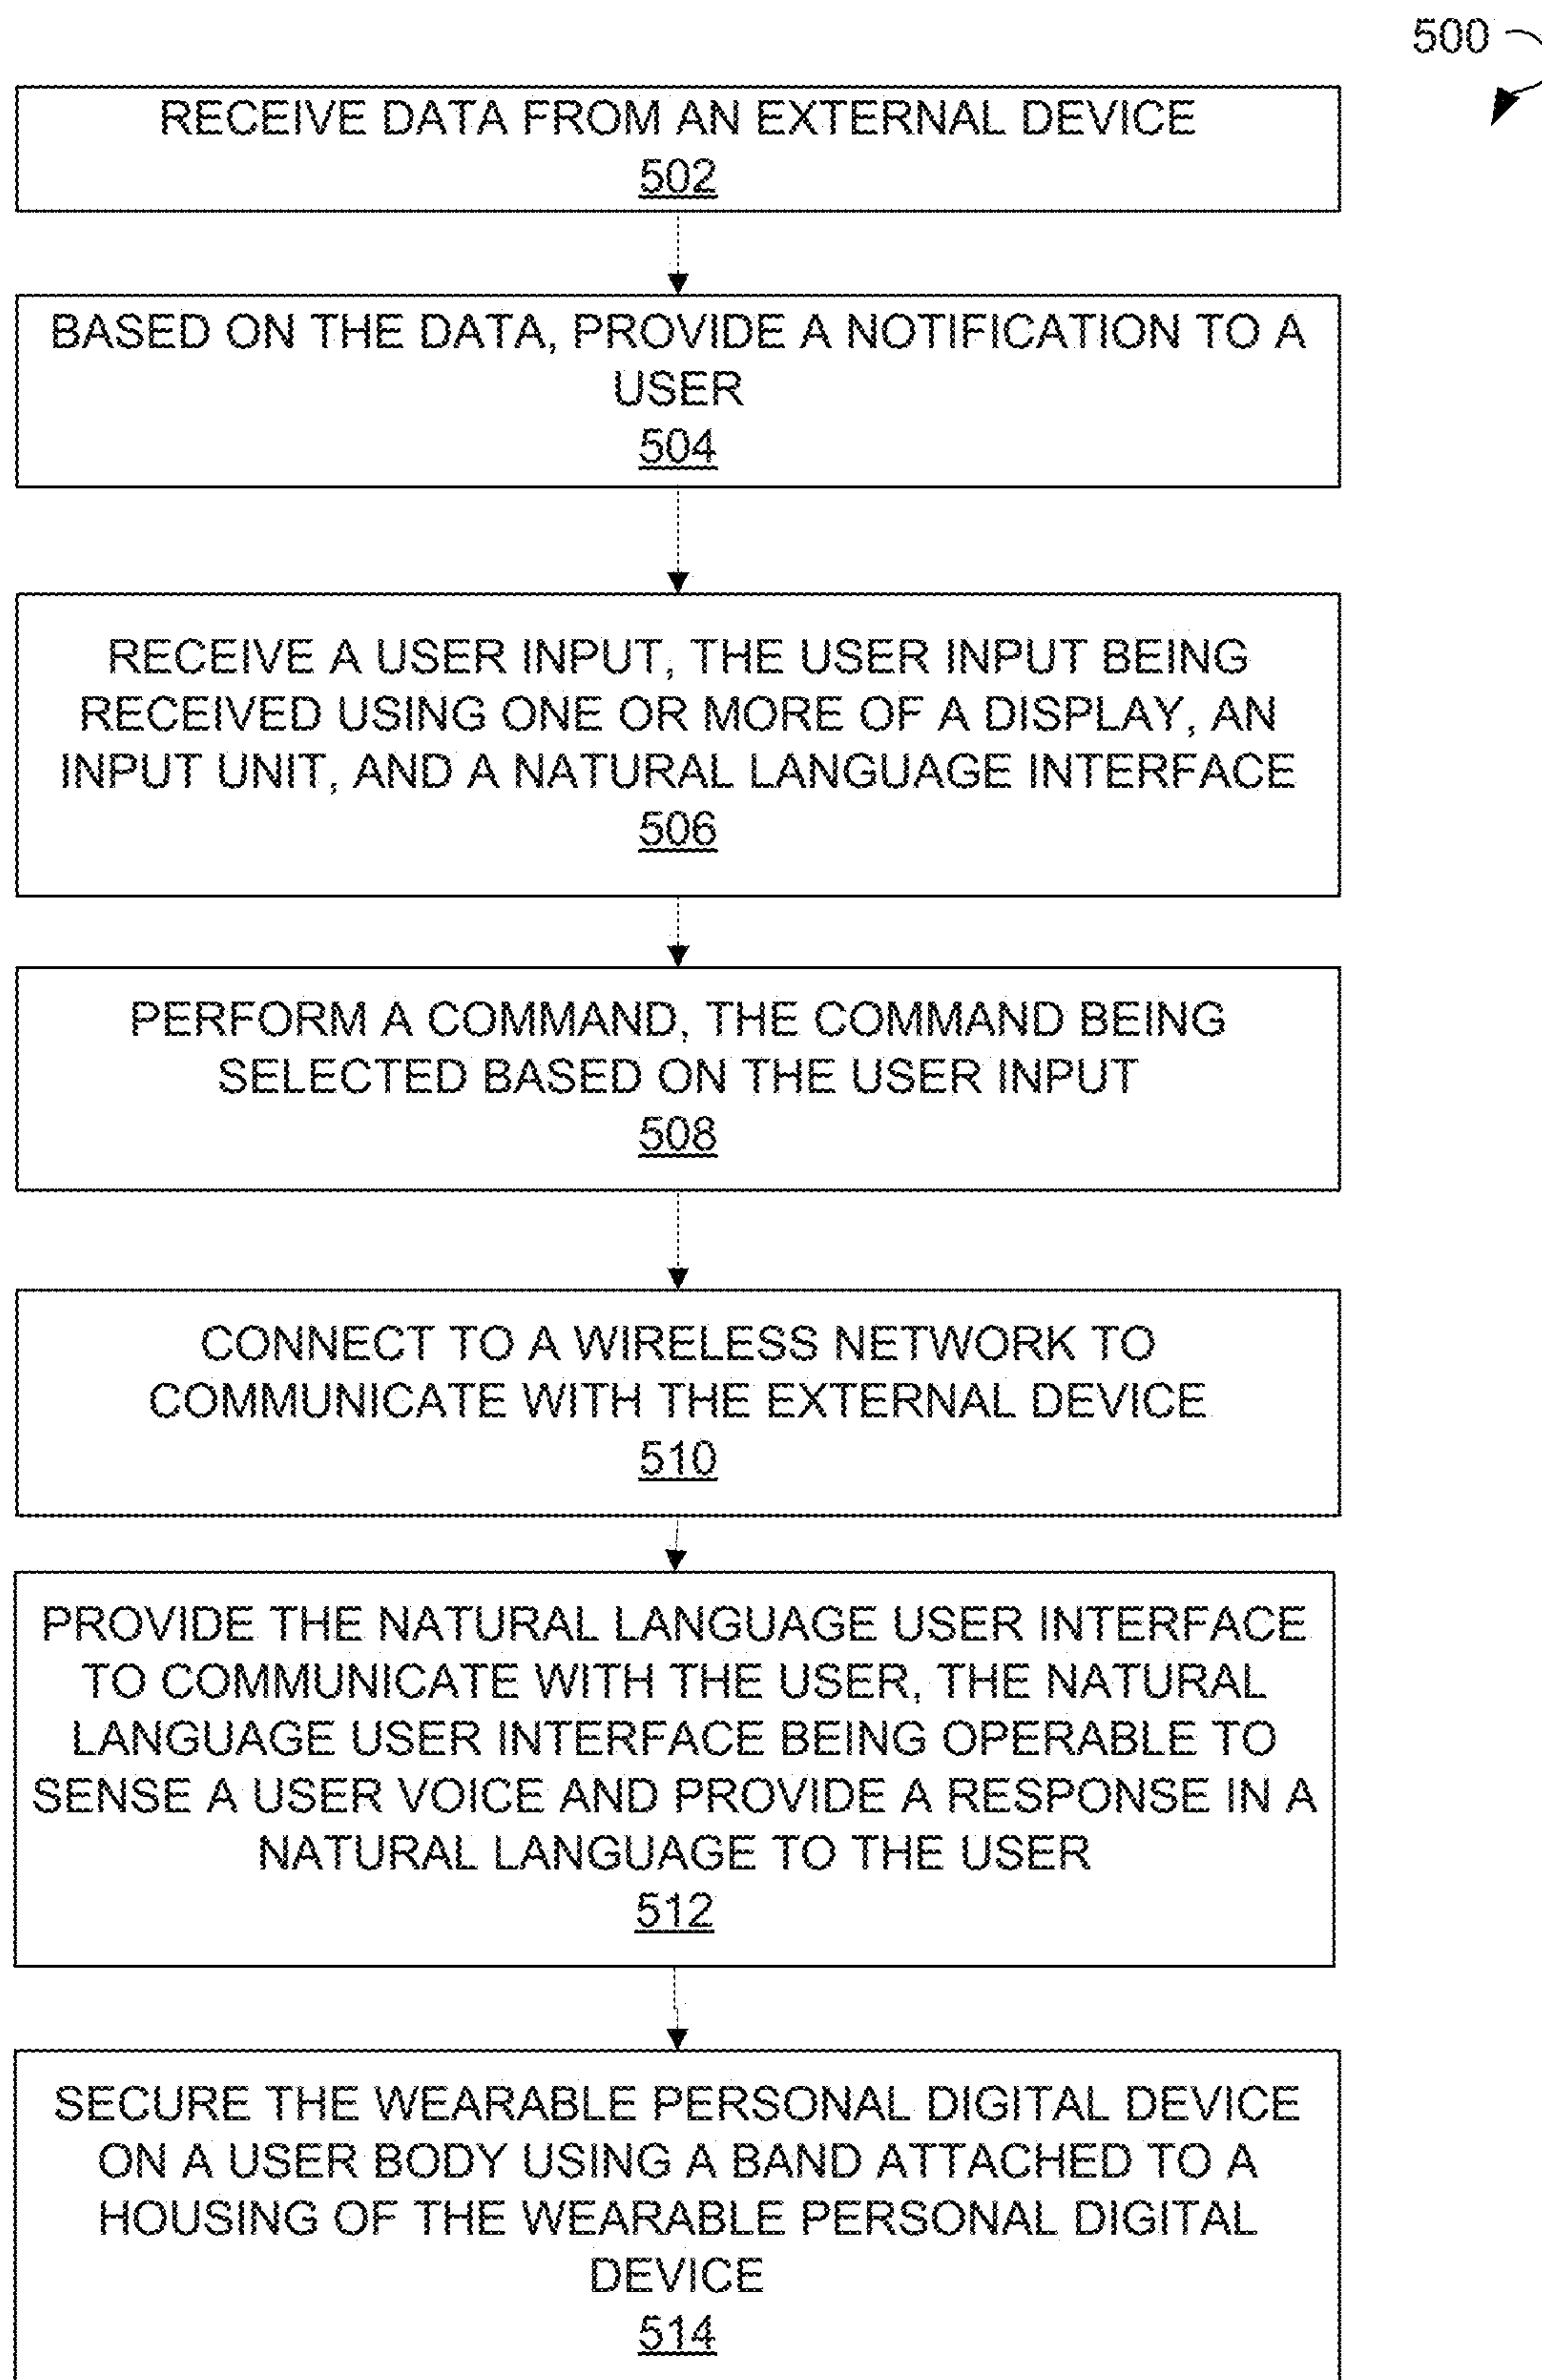 500
RECEIVE DATA FROM AN EXTERNAL DEVICE
502
BASED ON THE DATA, PROVIDE A NOTIFICATION TO A
USER
504
RECEIVE A USER INPUT, THE USER INPUT BEING
RECEIVED USING ONE OR MORE OF A DISPLAY, AN
INPUT UNIT, AND A NATURAL LANGUAGE INTERFACE
506
PERFORM A COMMAND, THE COMMAND BEING
SELECTED BASED ON THE USER INPUT
508
CONNECT TO A WIRELESS NETWORK TO
COMMUNICATE WITH THE EXTERNAL DEVICE
510
PROVIDE THE NATURAL LANGUAGE USER INTERFACE
TO COMMUNICATE WITH THE USER, THE NATURAL
LANGUAGE USER INTERFACE BEING OPERABLE TO
SENSE A USER VOICE AND PROVIDE A RESPONSE IN A
NATURAL LANGUAGE TO THE USER
512
SECURE THE WEARABLE PERSONAL DIGITAL DEVICE
ON A USER BODY USING A BAND ATTACHED TO A
HOUSING OF THE WEARABLE PERSONAL DIGITAL
DEVICE
514